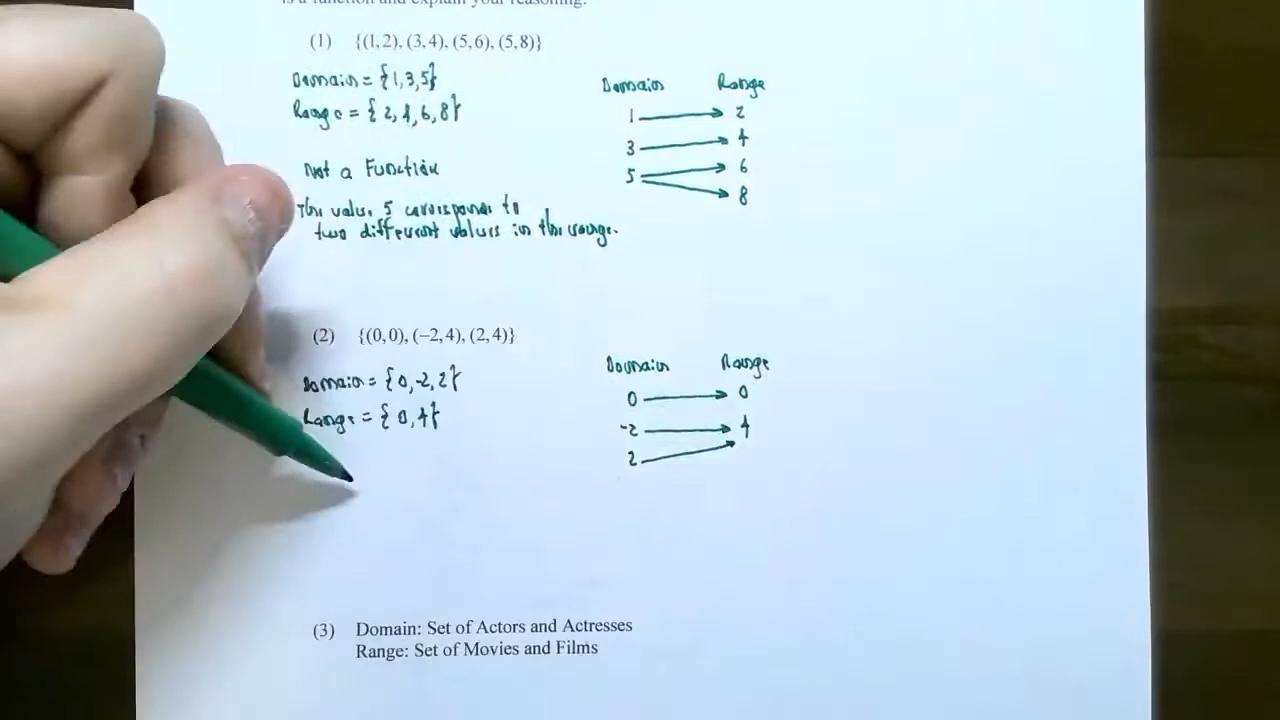 is a function and explain your reasoning.
(1) {(1,2), (3,4), (5,6), (5,8)}
Domain = {1,3,5}
Range = {2,4,6,8}
Domain Range
1 2
3 4
5 6
8
Not a Function
The value 5 corresponds to
two different values in the range.
(2) {(0,0), (−2,4), (2,4)}
Domain = {0,-2,2}
Range = {0,4}
Domain Range
0 0
-2 4
2
(3) Domain: Set of Actors and Actresses
Range: Set of Movies and Films